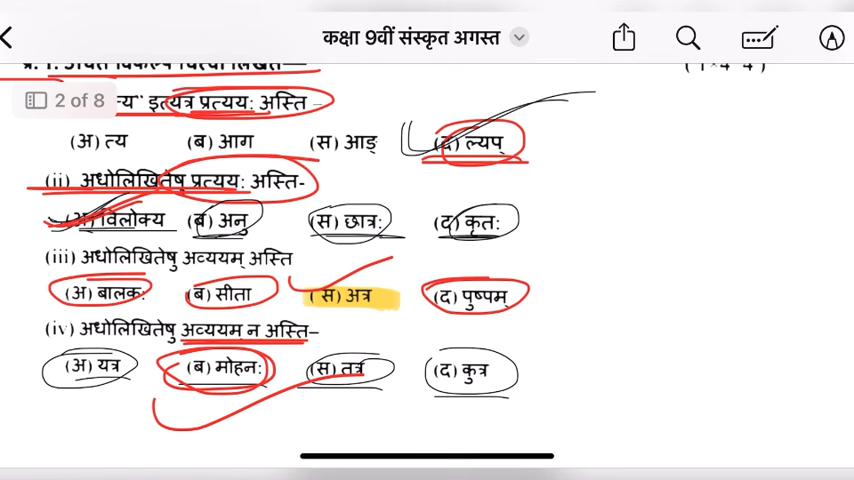 कक्षा 9वीं संस्कृत अगस्त
2 of 8
इत्यत्र प्रत्ययः अस्ति –
(अ) त्य (ब) आग (स) आङ् (द) ल्यप्
(ii) अधोलिखितेषु प्रत्ययः अस्ति-
(अ) विलोक्य (ब) अनु (स) छात्रः (द) कृतः
(iii) अधोलिखितेषु अव्ययम् अस्ति
(अ) बालकः (ब) सीता (स) अत्र (द) पुष्पम्
(iv) अधोलिखितेषु अव्ययम् न अस्ति–
(अ) यत्र (ब) मोहनः (स) तत्र (द) कुत्र